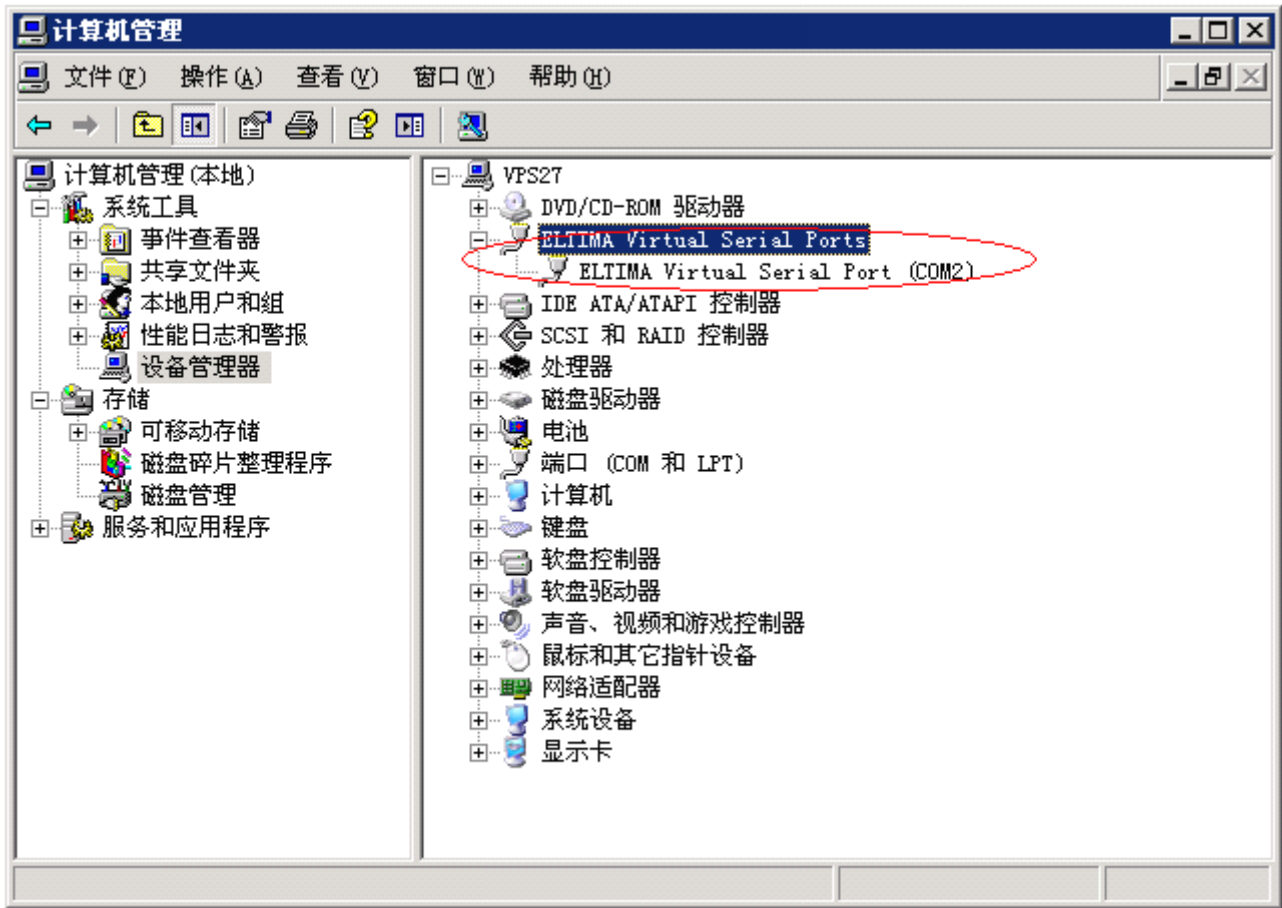 计算机管理
文件(F) 操作(A) 查看(V) 窗口(W) 帮助(H)
计算机管理(本地)
系统工具
事件查看器
共享文件夹
本地用户和组
性能日志和警报
设备管理器
存储
可移动存储
磁盘碎片整理程序
磁盘管理
服务和应用程序
VPS27
DVD/CD-ROM 驱动器
ELTIMA Virtual Serial Ports
ELTIMA Virtual Serial Port (COM2)
IDE ATA/ATAPI 控制器
SCSI 和 RAID 控制器
处理器
磁盘驱动器
电池
端口 (COM 和 LPT)
计算机
键盘
软盘控制器
软盘驱动器
声音、视频和游戏控制器
鼠标和其它指针设备
网络适配器
系统设备
显示卡